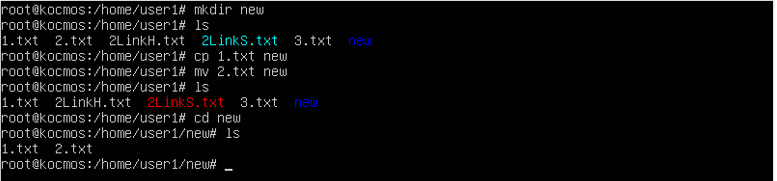 root@kocmos:/home/user1# mkdir new
root@kocmos:/home/user1# ls
1.txt  2.txt  2LinkH.txt  2LinkS.txt  3.txt  new
root@kocmos:/home/user1# cp 1.txt new
root@kocmos:/home/user1# mv 2.txt new
root@kocmos:/home/user1# ls
1.txt  2LinkH.txt  2LinkS.txt  3.txt  new
root@kocmos:/home/user1# cd new
root@kocmos:/home/user1/new# ls
1.txt  2.txt
root@kocmos:/home/user1/new# _